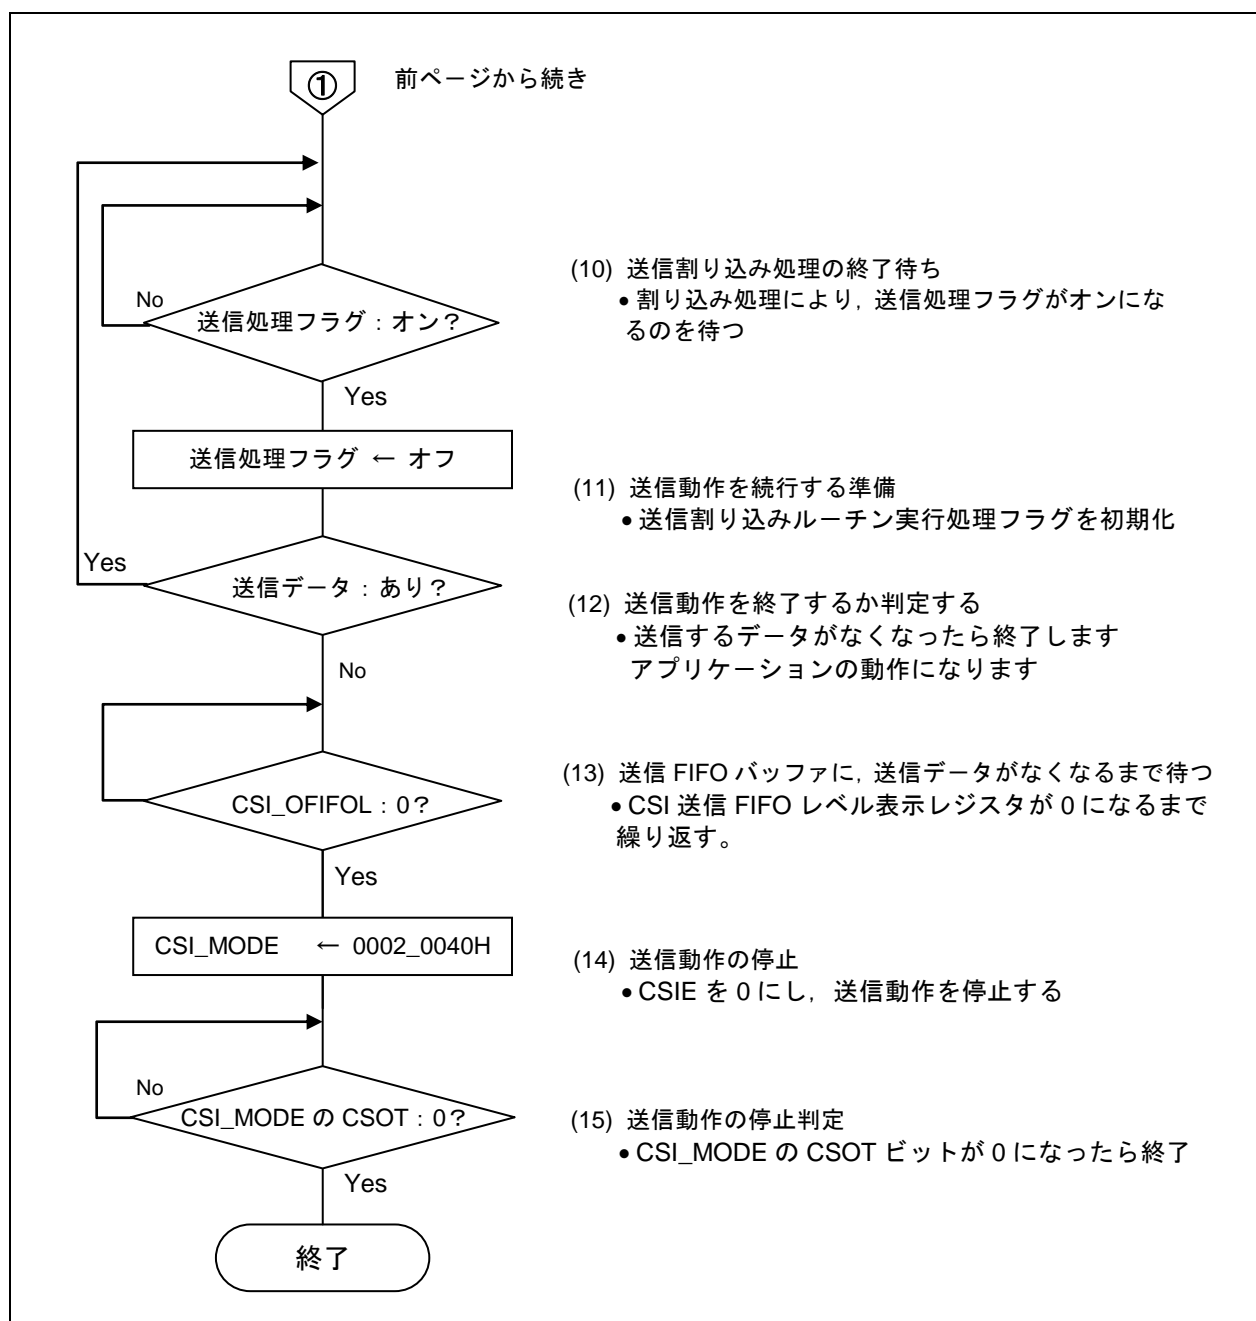 ① 前ページから続き
(10) 送信割り込み処理の終了待ち
• 割り込み処理により，送信処理フラグがオンにな
るのを待つ
No
送信処理フラグ：オン？
Yes
送信処理フラグ ← オフ
(11) 送信動作を続行する準備
• 送信割り込みルーチン実行処理フラグを初期化
Yes
送信データ：あり？
(12) 送信動作を終了するか判定する
• 送信するデータがなくなったら終了します
アプリケーションの動作になります
No
(13) 送信 FIFO バッファに，送信データがなくなるまで待つ
• CSI 送信 FIFO レベル表示レジスタが 0 になるまで
繰り返す。
CSI_OFIFOL：0？
Yes
CSI_MODE ← 0002_0040H
(14) 送信動作の停止
• CSIE を 0 にし，送信動作を停止する
No
CSI_MODE の CSOT：0？
(15) 送信動作の停止判定
• CSI_MODE の CSOT ビットが 0 になったら終了
Yes
終了